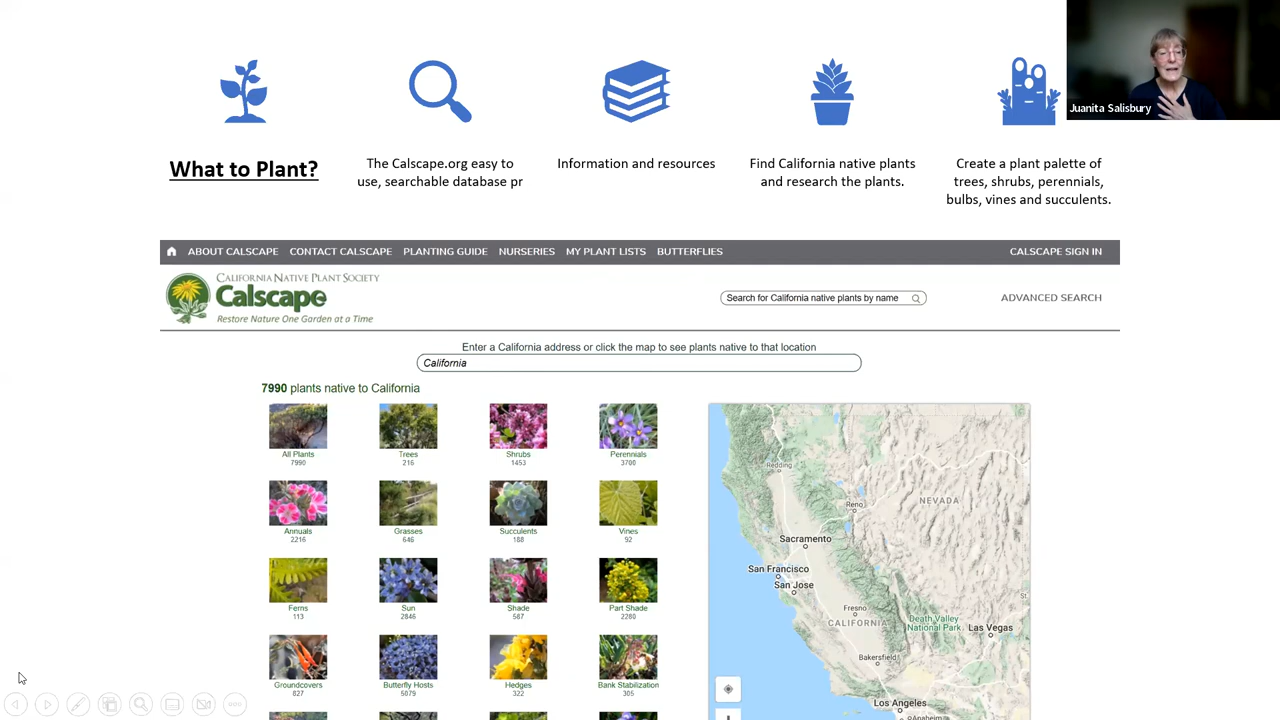 Juanita Salisbury
What to Plant?
The Calscape.org easy to
use, searchable database pr
Information and resources
Find California native plants
and research the plants.
Create a plant palette of
trees, shrubs, perennials,
bulbs, vines and succulents.
ABOUT CALSCAPE CONTACT CALSCAPE PLANTING GUIDE NURSERIES MY PLANT LISTS BUTTERFLIES CALSCAPE SIGN IN
CALIFORNIA NATIVE PLANT SOCIETY
Calscape
Restore Nature One Garden at a Time
Search for California native plants by name
ADVANCED SEARCH
Enter a California address or click the map to see plants native to that location
California
7990 plants native to California
All Plants
7990
Trees
216
Shrubs
1453
Perennials
3700
Annuals
2216
Grasses
646
Succulents
188
Vines
92
Ferns
113
Sun
2846
Shade
587
Part Shade
2280
Groundcovers
827
Butterfly Hosts
5079
Hedges
322
Bank Stabilization
305
Redding
Reno
NEVADA
Sacramento
San Francisco
San Jose
Fresno
CALIFORNIA
Death Valley
National Park
St
Las Vegas
Bakersfield
Los Angeles
Anaheim